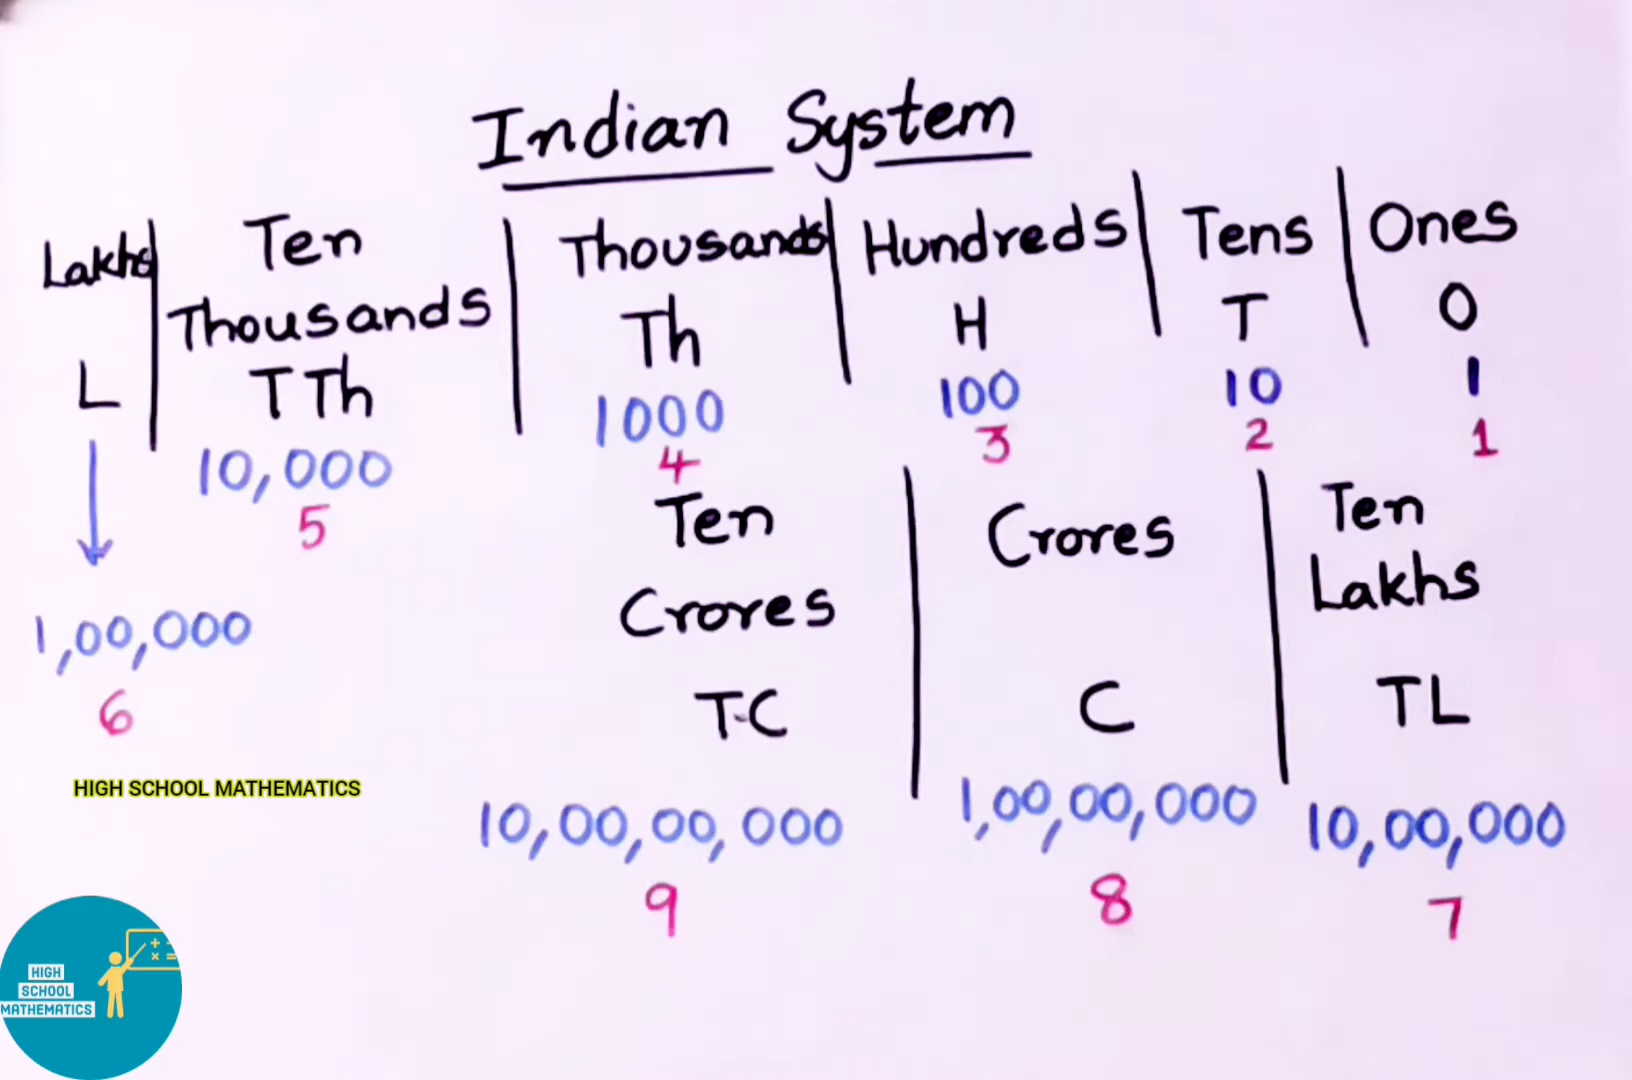 Indian System
Lakhs
Ten
Thousands
Thousands
Hundreds
Tens
Ones
L
T Th
Th
H
T
O
10,000
1000
100
10
1
5
4
3
2
1
1,00,000
6
Ten
Crores
Crores
Ten
Lakhs
T-C
C
TL
10,00,00,000
1,00,00,000
10,00,000
9
8
7
HIGH SCHOOL MATHEMATICS
HIGH
SCHOOL
MATHEMATICS
+ -
× =